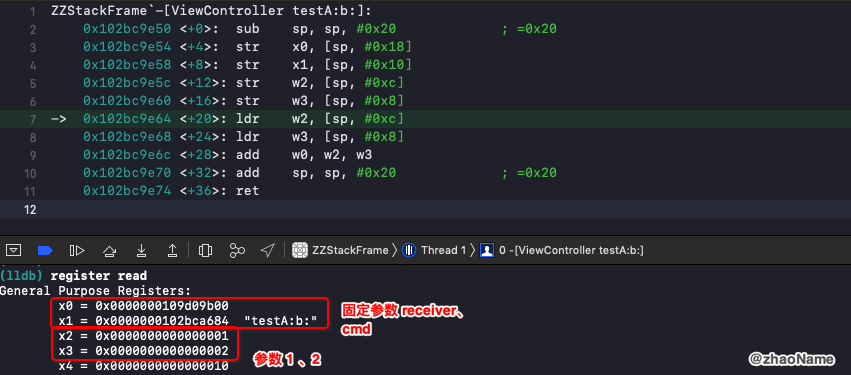 1 ZZStackFrame`-[ViewController testA:b:]:
2 0x102bc9e50 <+0>: sub sp, sp, #0x20 ; =0x20
3 0x102bc9e54 <+4>: str x0, [sp, #0x18]
4 0x102bc9e58 <+8>: str x1, [sp, #0x10]
5 0x102bc9e5c <+12>: str w2, [sp, #0xc]
6 0x102bc9e60 <+16>: str w3, [sp, #0x8]
7 -> 0x102bc9e64 <+20>: ldr w2, [sp, #0xc]
8 0x102bc9e68 <+24>: ldr w3, [sp, #0x8]
9 0x102bc9e6c <+28>: add w0, w2, w3
10 0x102bc9e70 <+32>: add sp, sp, #0x20 ; =0x20
11 0x102bc9e74 <+36>: ret
12
ZZStackFrame 〉 Thread 1 〉 0 -[ViewController testA:b:]
(lldb) register read
General Purpose Registers:
x0 = 0x0000000109d09b00
x1 = 0x0000000102bca684 "testA:b:"
固定参数 receiver、
cmd
x2 = 0x0000000000000001
x3 = 0x0000000000000002
参数 1 、2
x4 = 0x0000000000000010
@zhaoName